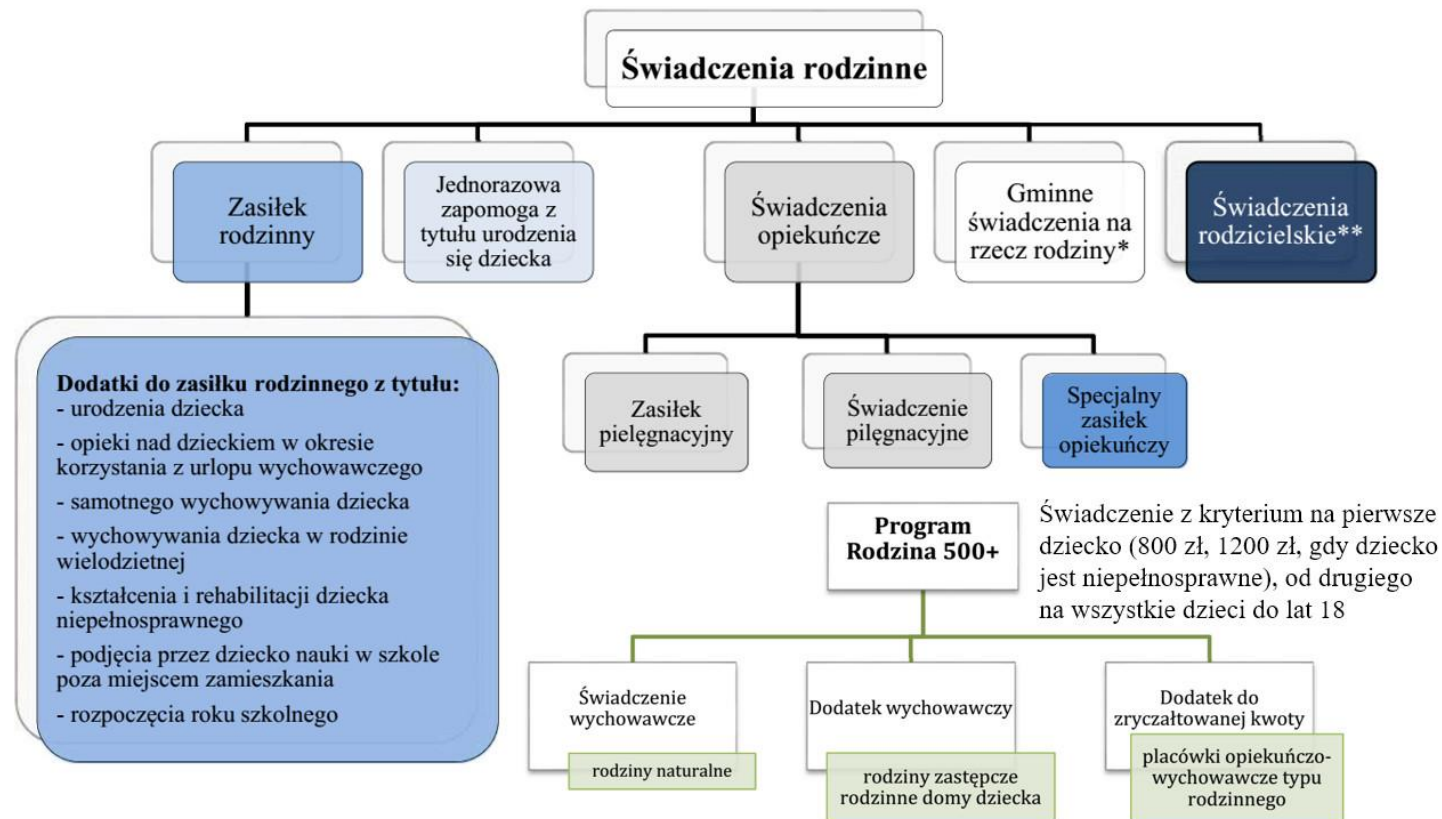 Świadczenia rodzinne
Zasiłek
rodzinny
Jednorazowa
zapomoga z
tytułu urodzenia
się dziecka
Świadczenia
opiekuńcze
Gminne
świadczenia na
rzecz rodziny*
Świadczenia
rodzicielskie**
Dodatki do zasiłku rodzinnego z tytułu:
- urodzenia dziecka
- opieki nad dzieckiem w okresie
korzystania z urlopu wychowawczego
- samotnego wychowywania dziecka
- wychowywania dziecka w rodzinie
wielodzietnej
- kształcenia i rehabilitacji dziecka
niepełnosprawnego
- podjęcia przez dziecko nauki w szkole
poza miejscem zamieszkania
- rozpoczęcia roku szkolnego
Zasiłek
pielęgnacyjny
Świadczenie
pilęgnacyjne
Specjalny
zasiłek
opiekuńczy
Program
Rodzina 500+
Świadczenie z kryterium na pierwsze
dziecko (800 zł, 1200 zł, gdy dziecko
jest niepełnosprawne), od drugiego
na wszystkie dzieci do lat 18
Świadczenie
wychowawcze
rodziny naturalne
Dodatek wychowawczy
rodziny zastępcze
rodzinne domy dziecka
Dodatek do
zryczałtowanej kwoty
placówki opiekuńczo-
wychowawcze typu
rodzinnego